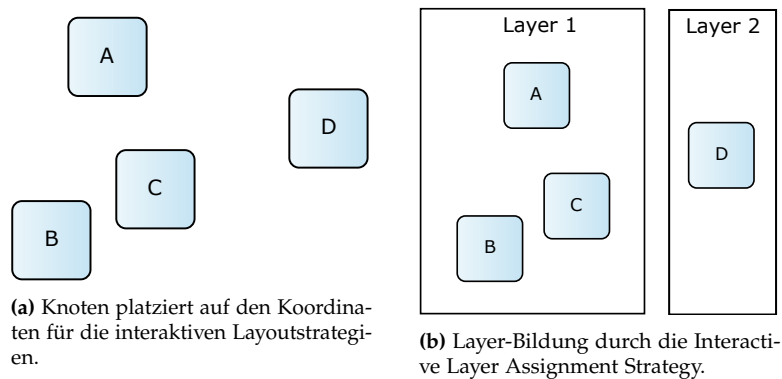 A
D
C
B
(a) Knoten platziert auf den Koordina-
ten für die interaktiven Layoutstrategi-
en.
Layer 1
A
C
B
Layer 2
D
(b) Layer-Bildung durch die Interacti-
ve Layer Assignment Strategy.